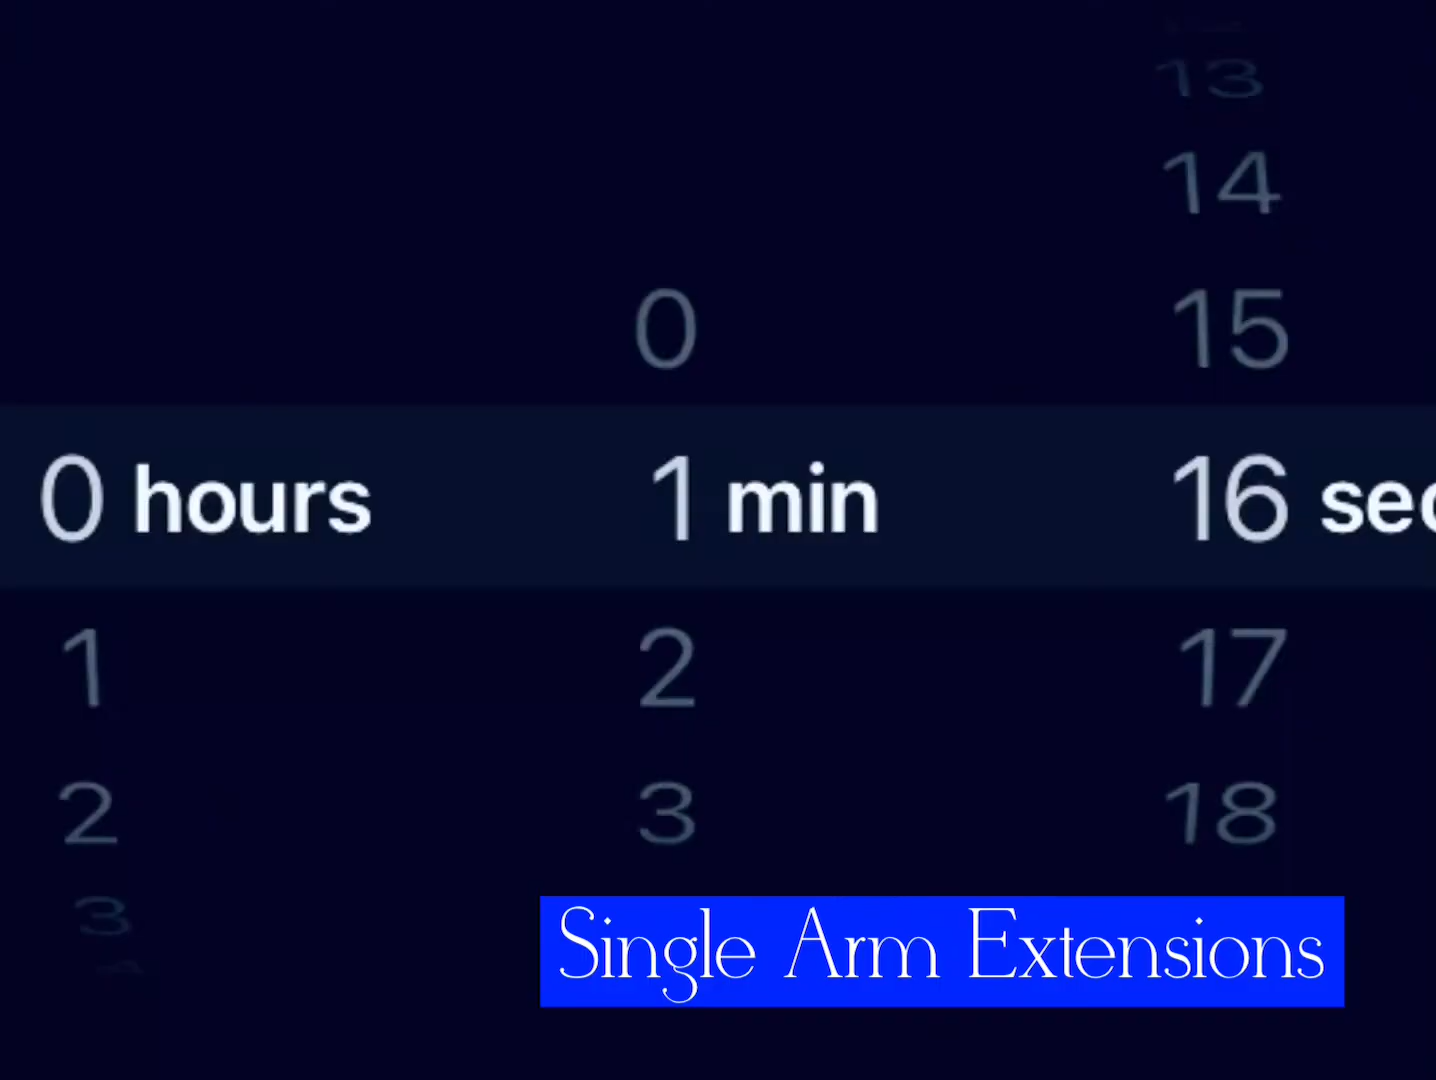 13
14
0 15
0 hours 1 min 16 sec
1 2 17
2 3 18
3
Single Arm Extensions